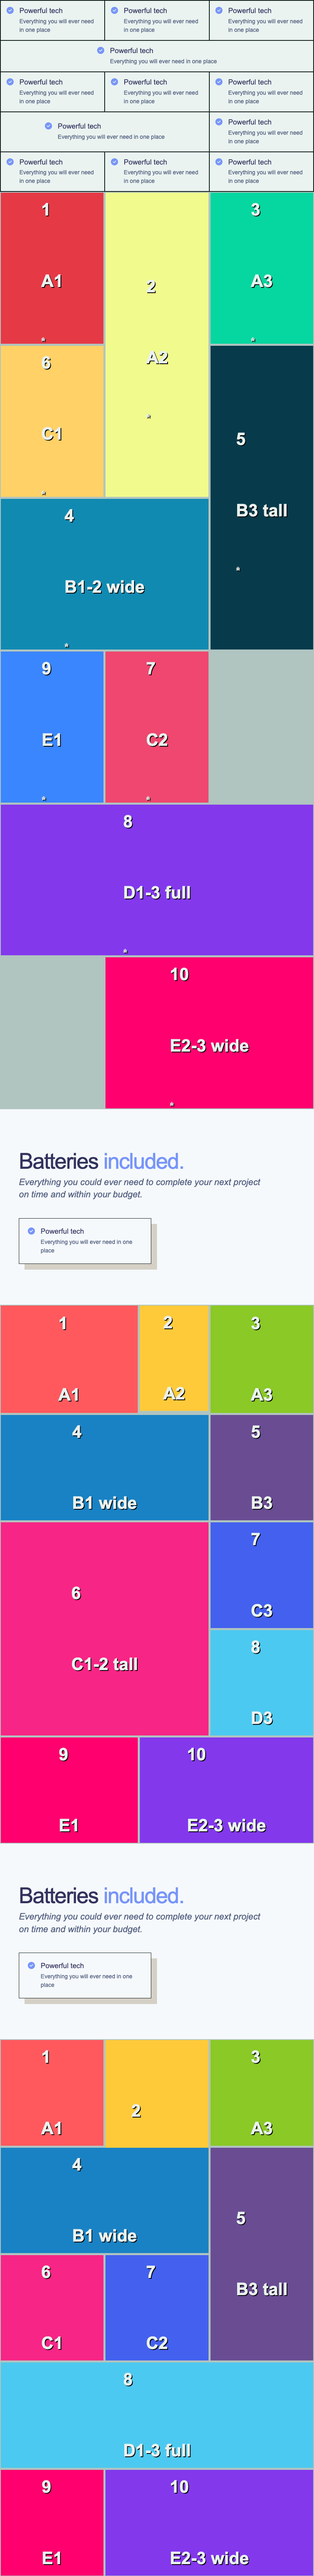 Powerful tech
Everything you will ever need
in one place
Powerful tech
Everything you will ever need
in one place
Powerful tech
Everything you will ever need
in one place
Powerful tech
Everything you will ever need in one place
Powerful tech
Everything you will ever need
in one place
Powerful tech
Everything you will ever need
in one place
Powerful tech
Everything you will ever need
in one place
Powerful tech
Everything you will ever need in one place
Powerful tech
Everything you will ever need
in one place
Powerful tech
Everything you will ever need
in one place
Powerful tech
Everything you will ever need
in one place
Powerful tech
Everything you will ever need
in one place
1
A1
*
2
A2
*
3
A3
*
6
C1
*
5
B3 tall
*
4
B1-2 wide
*
9
E1
*
7
C2
*
8
D1-3 full
*
10
E2-3 wide
*
Batteries included.
Everything you could ever need to complete your next project
on time and within your budget.
Powerful tech
Everything you will ever need in one
place
1
A1
2
A2
3
A3
4
B1 wide
5
B3
6
C1-2 tall
7
C3
8
D3
9
E1
10
E2-3 wide
Batteries included.
Everything you could ever need to complete your next project
on time and within your budget.
Powerful tech
Everything you will ever need in one
place
1
A1
2
3
A3
4
B1 wide
5
B3 tall
6
C1
7
C2
8
D1-3 full
9
E1
10
E2-3 wide